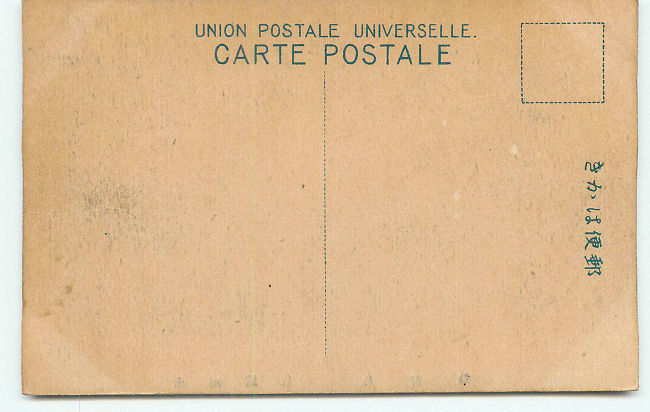 UNION POSTALE UNIVERSELLE.
CARTE POSTALE
郵便はかき